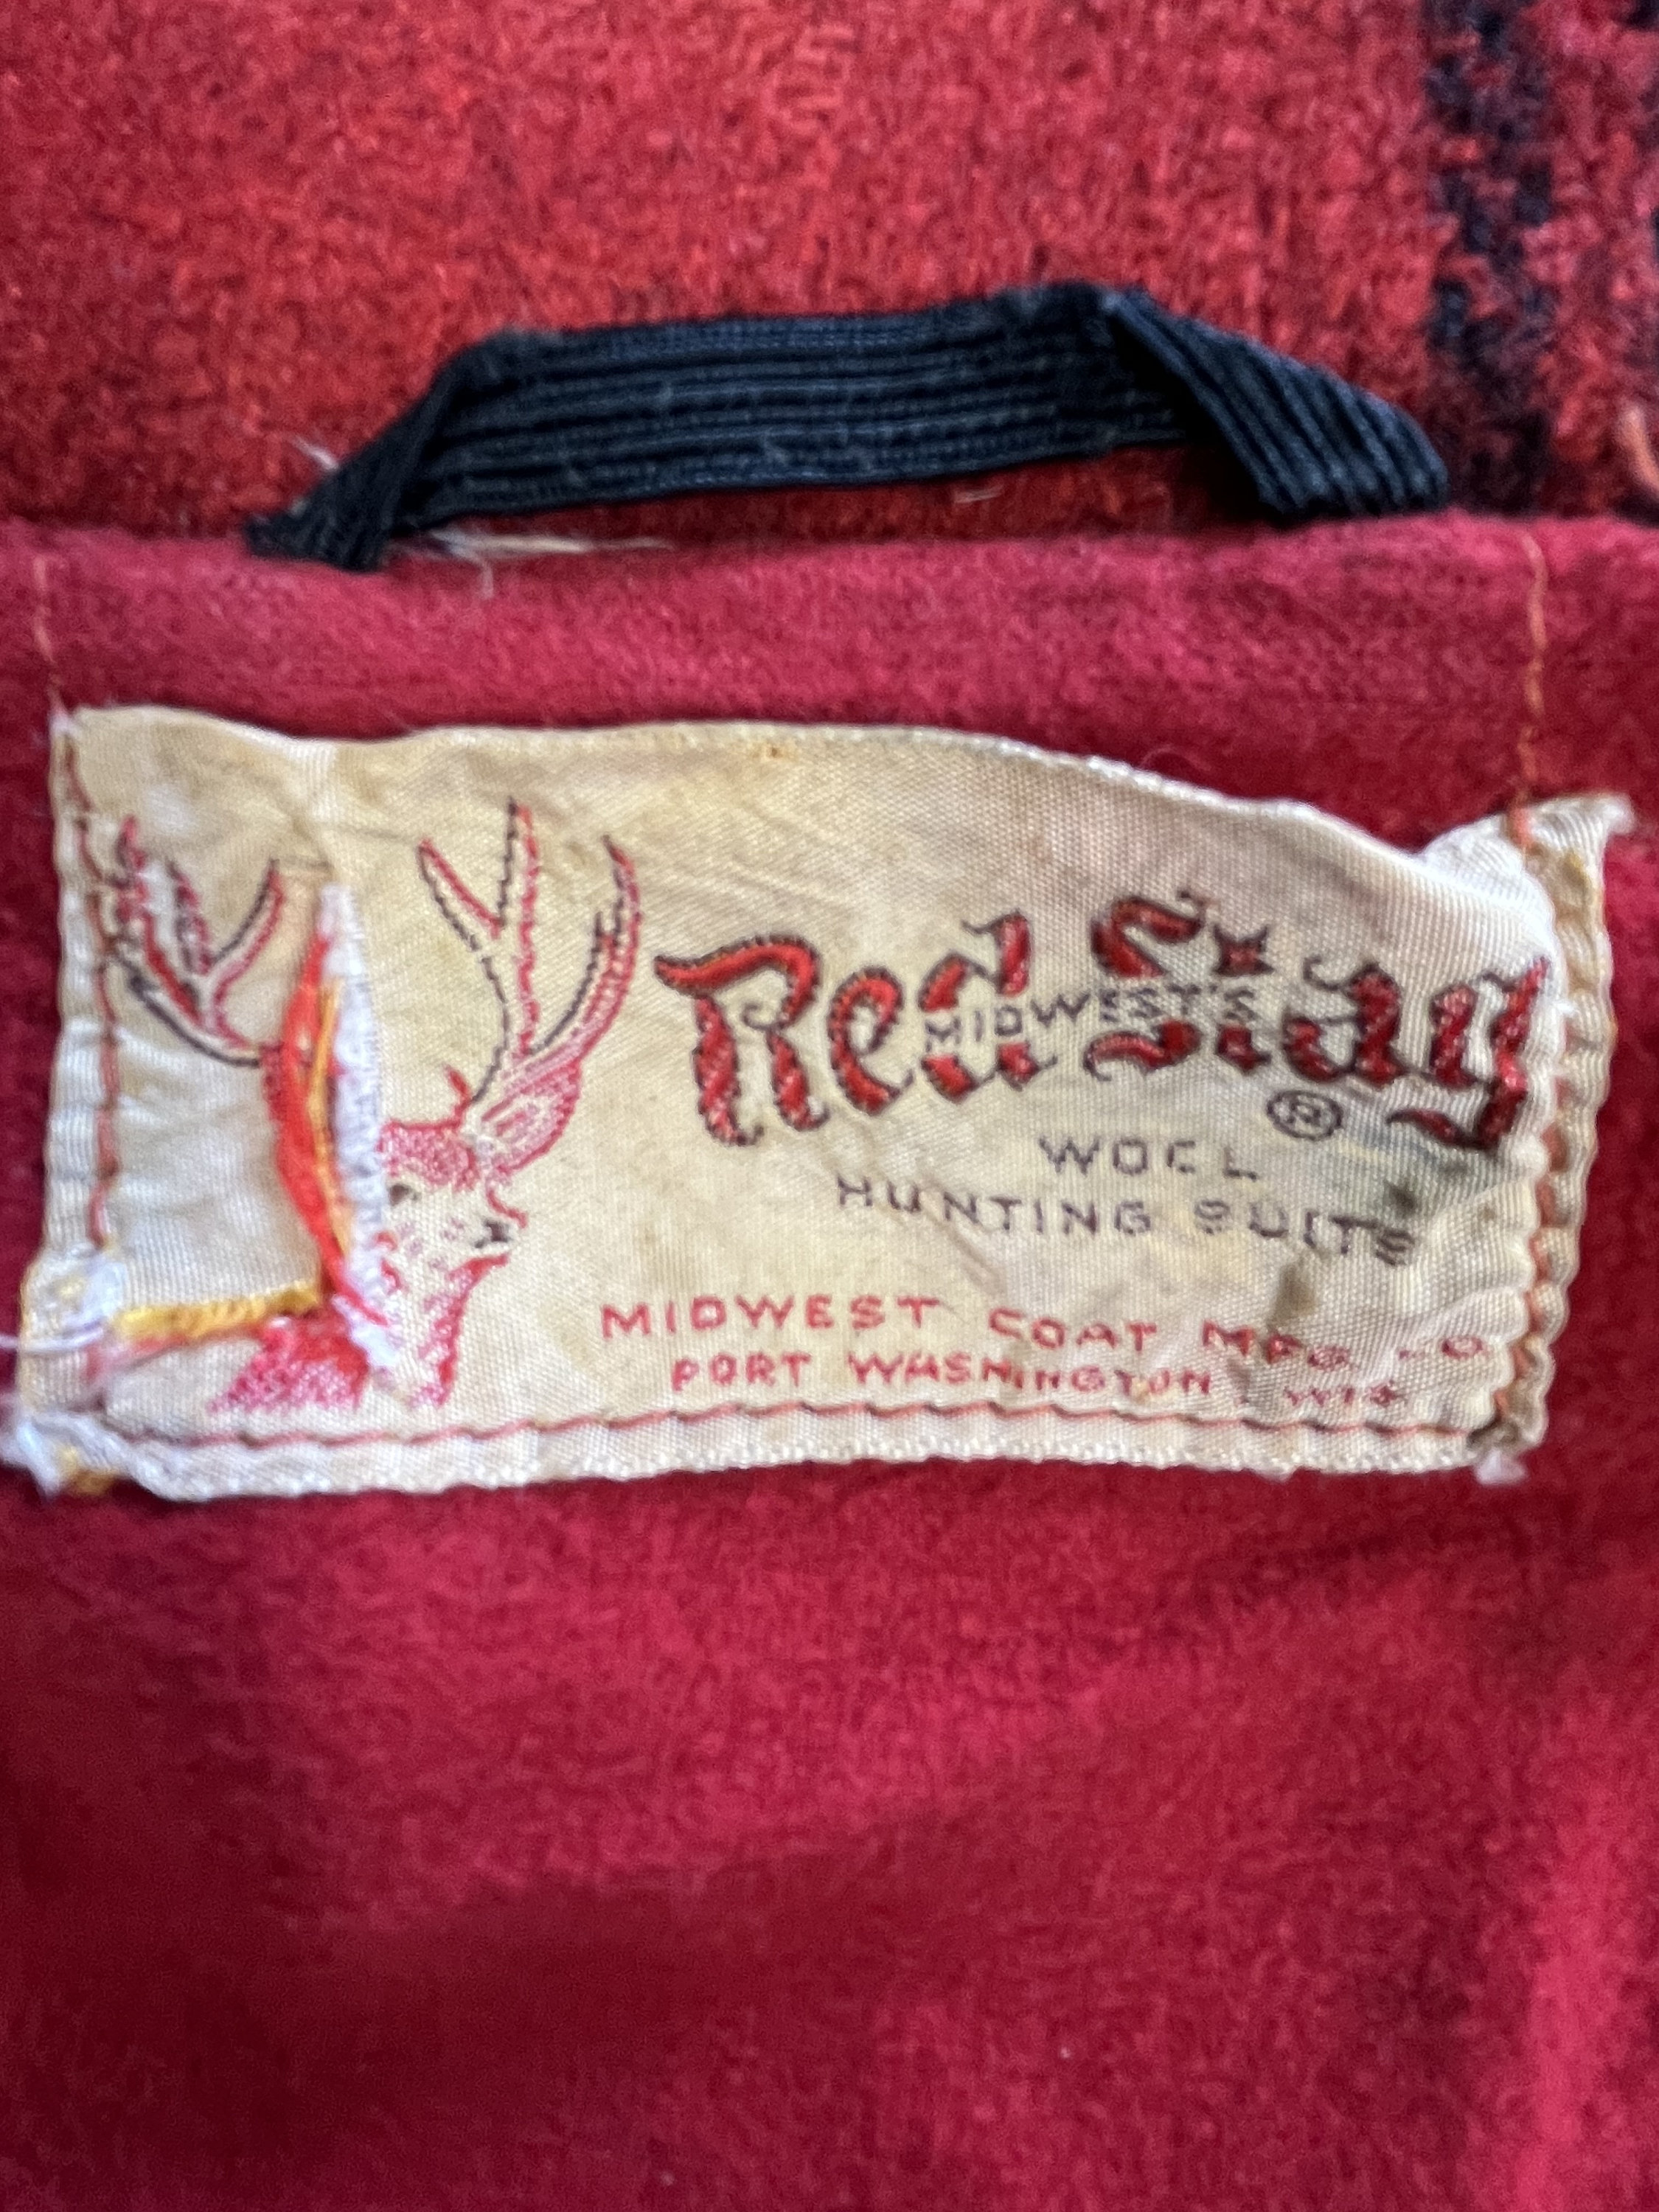 Red Stag
MIDWEST'S
®
WOOL
HUNTING SUITS
MIDWEST COAT MFG CO
PORT WASHINGTON, WIS